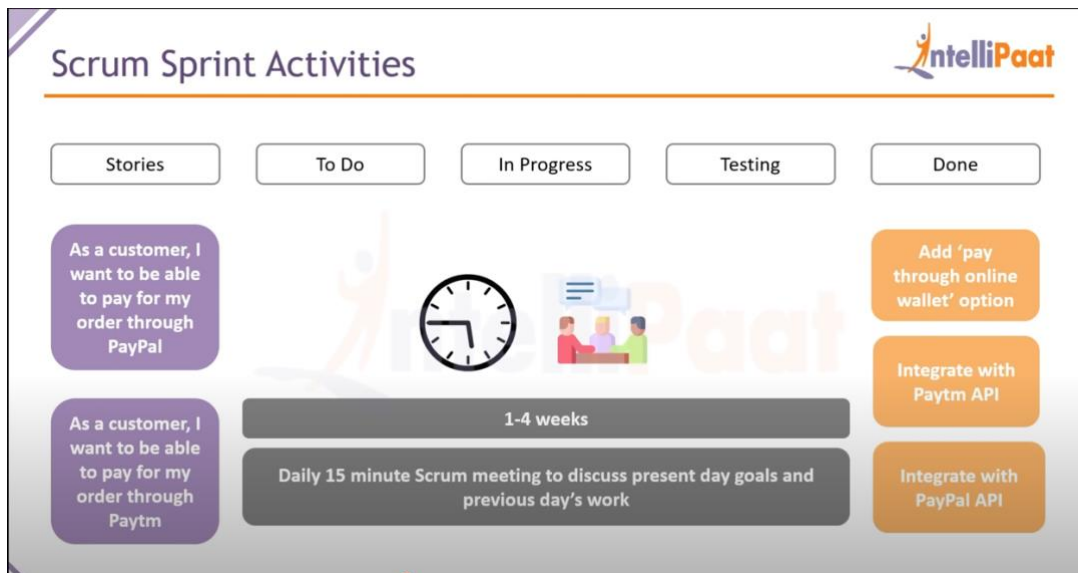 Scrum Sprint Activities
IntelliPaat
Stories
To Do
In Progress
Testing
Done
As a customer, I
want to be able
to pay for my
order through
PayPal
As a customer, I
want to be able
to pay for my
order through
Paytm
IntelliPaat
1-4 weeks
Daily 15 minute Scrum meeting to discuss present day goals and
previous day's work
Add ‘pay
through online
wallet’ option
Integrate with
Paytm API
Integrate with
PayPal API